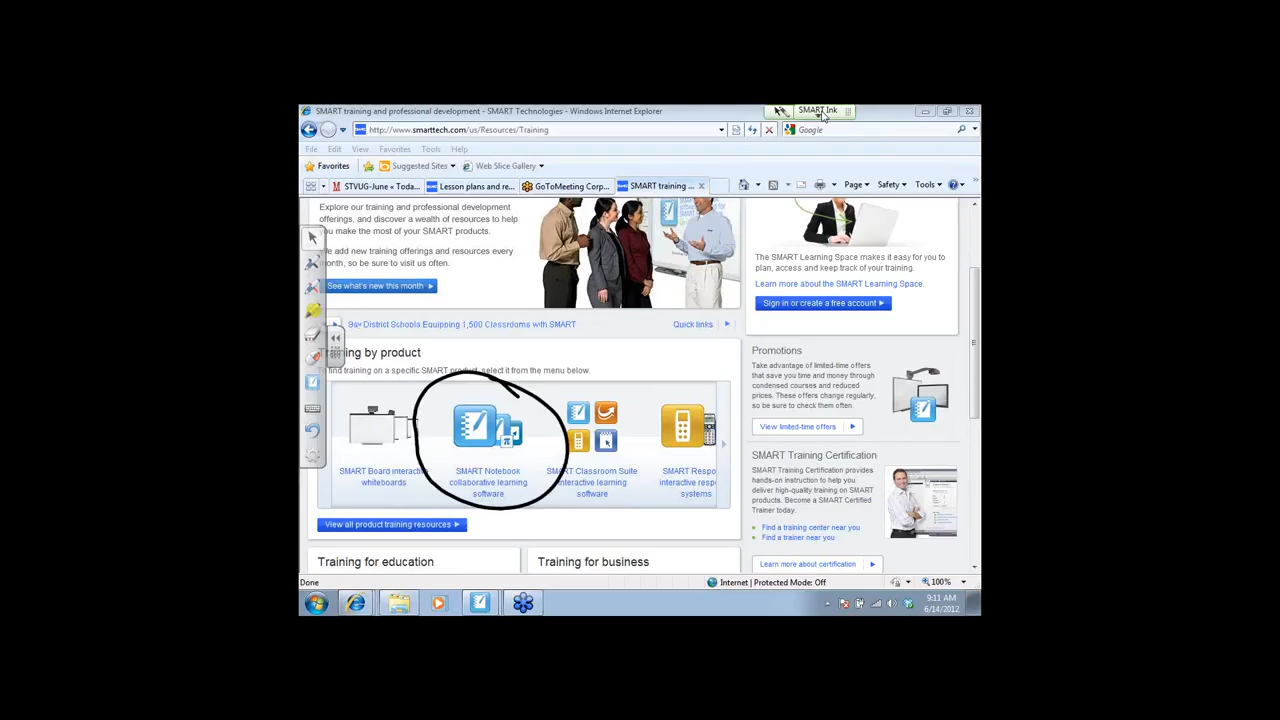 SMART training and professional development - SMART Technologies - Windows Internet Explorer
SMART Ink
http://www.smarttech.com/us/Resources/Training
Google
File Edit View Favorites Tools Help
Favorites Suggested Sites Web Slice Gallery
STVUG-June « Toda...
Lesson plans and re...
GoToMeeting Corp...
SMART training ...
Page Safety Tools
Explore our training and professional development
offerings, and discover a wealth of resources to help
you make the most of your SMART products.
We add new training offerings and resources every
month, so be sure to visit us often.
See what's new this month
The SMART Learning Space makes it easy for you to
plan, access and keep track of your training.
Learn more about the SMART Learning Space.
Sign in or create a free account
Bay District Schools Equipping 1,500 Classrooms with SMART
Quick links
Training by product
To find training on a specific SMART product, select it from the menu below.
SMART Board interactive
whiteboards
SMART Notebook
collaborative learning
software
SMART Classroom Suite
interactive learning
software
SMART Respo
interactive resp
systems
View all product training resources
Promotions
Take advantage of limited-time offers
that save you time and money through
condensed courses and reduced
prices. These offers change regularly,
so be sure to check them often.
View limited-time offers
SMART Training Certification
SMART Training Certification provides
hands-on instruction to help you
deliver high-quality training on SMART
products. Become a SMART Certified
Trainer today.
Find a training center near you
Find a trainer near you
Learn more about certification
Training for education
Training for business
Done
Internet | Protected Mode: Off
100%
9:11 AM
6/14/2012